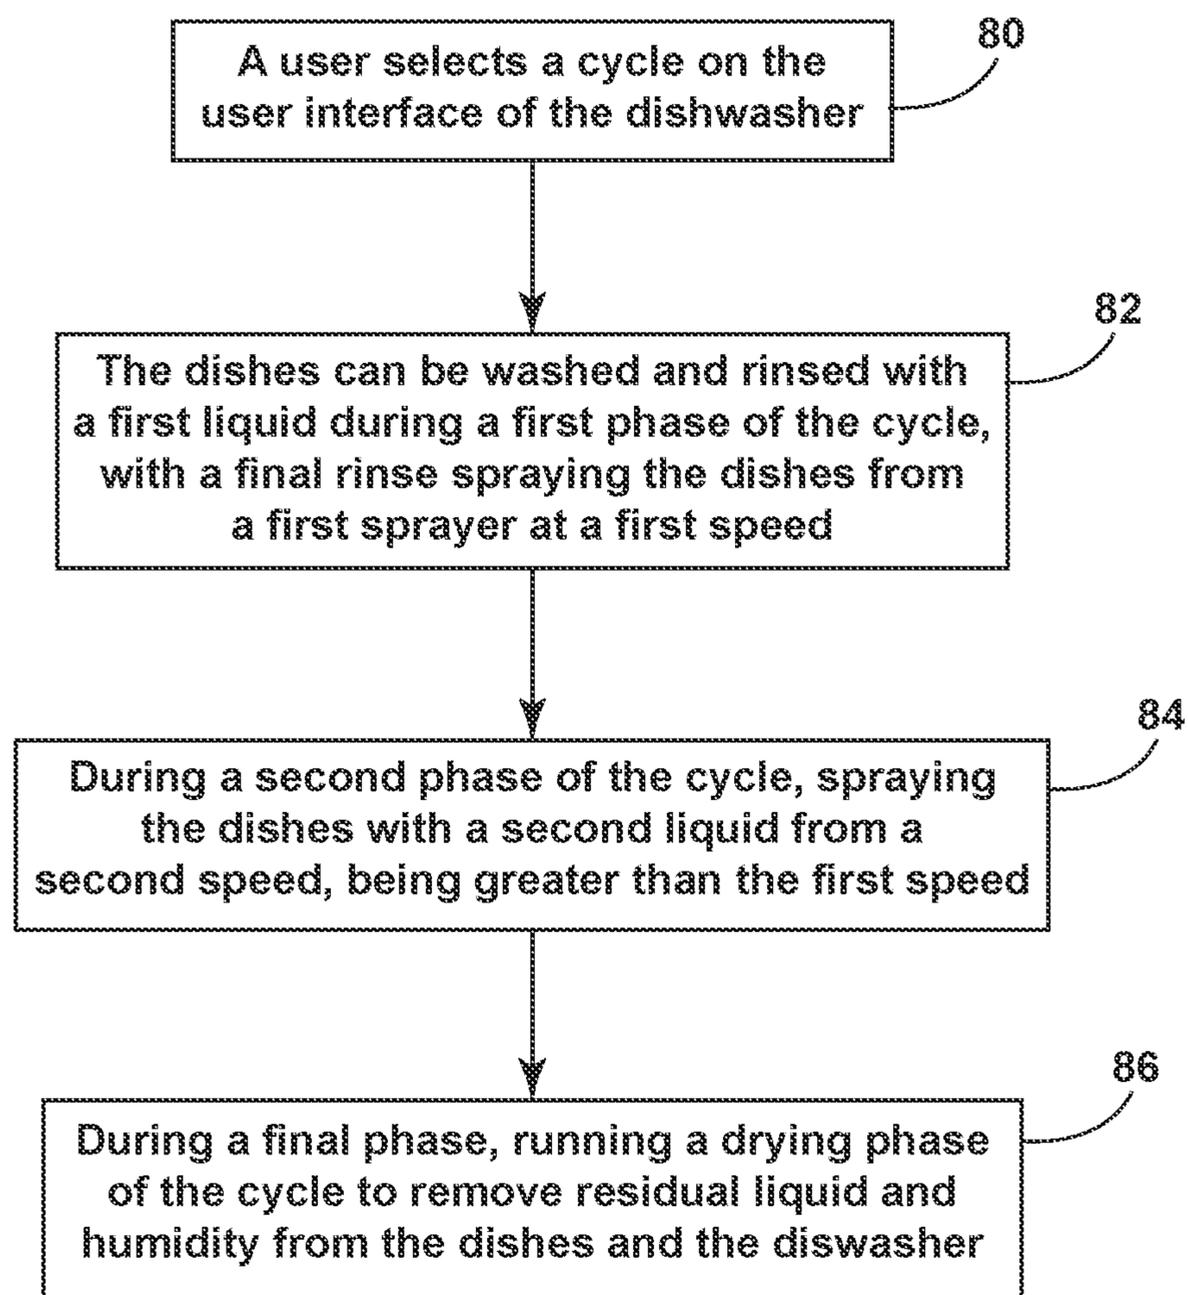 80
A user selects a cycle on the
user interface of the dishwasher
82
The dishes can be washed and rinsed with
a first liquid during a first phase of the cycle,
with a final rinse spraying the dishes from
a first sprayer at a first speed
84
During a second phase of the cycle, spraying
the dishes with a second liquid from a
second speed, being greater than the first speed
86
During a final phase, running a drying phase
of the cycle to remove residual liquid and
humidity from the dishes and the diswasher